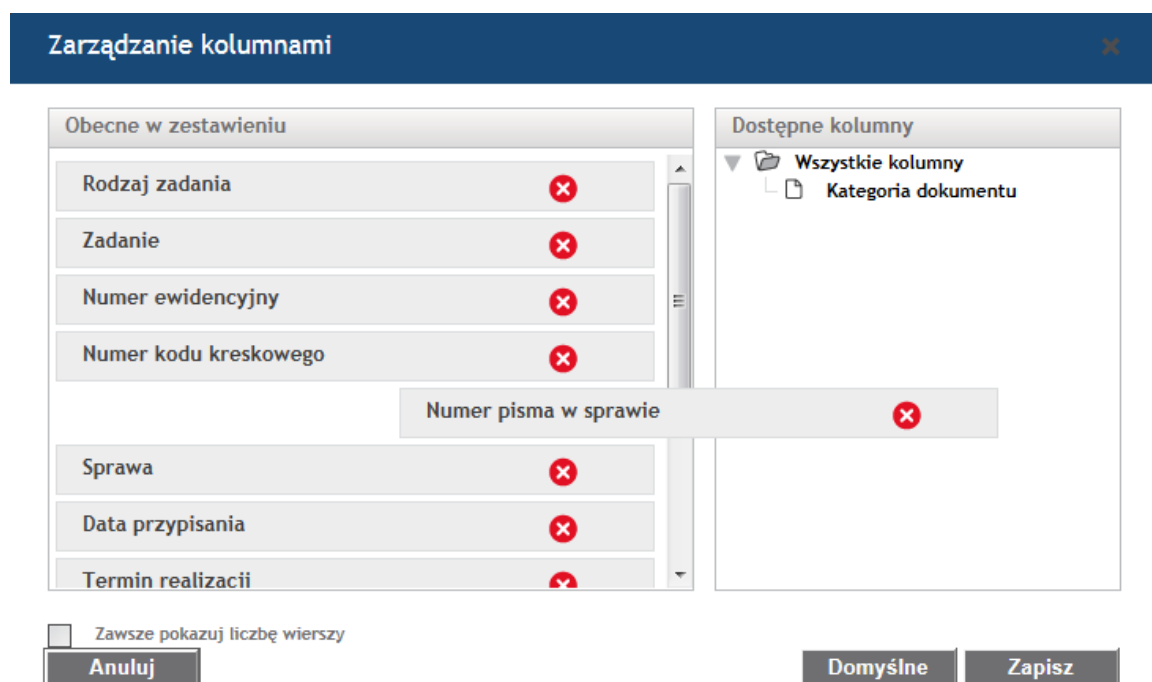 Zarządzanie kolumnami
Obecne w zestawieniu
Rodzaj zadania
Zadanie
Numer ewidencyjny
Numer kodu kreskowego
Numer pisma w sprawie
Sprawa
Data przypisania
Termin realizacji
Dostępne kolumny
Wszystkie kolumny
Kategoria dokumentu
Zawsze pokazuj liczbę wierszy
Anuluj
Domyślne
Zapisz